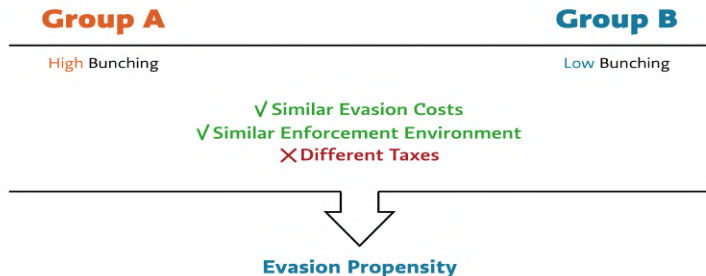 Group A Group B
High Bunching Low Bunching
√ Similar Evasion Costs
√ Similar Enforcement Environment
✕ Different Taxes
Evasion Propensity